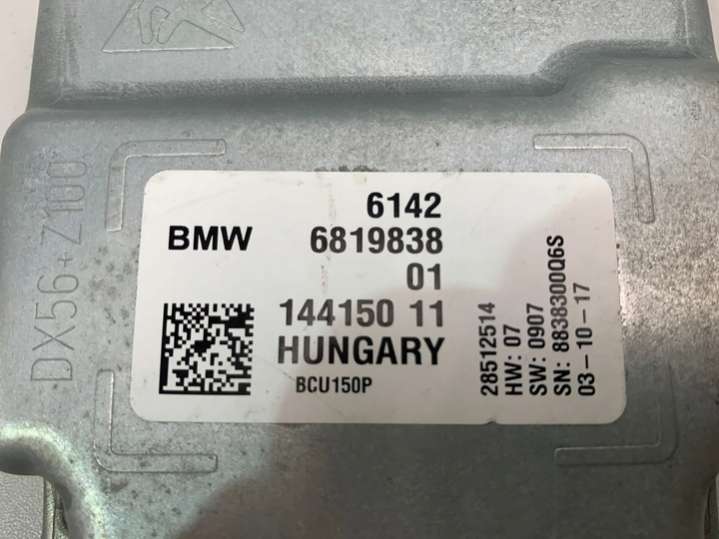 6142
BMW 6819838
01
144150 11
HUNGARY
BCU150P
28512514
HW: 07
SW: 0907
SN: 8838300Q6S
03-10-17
DX56+Z100